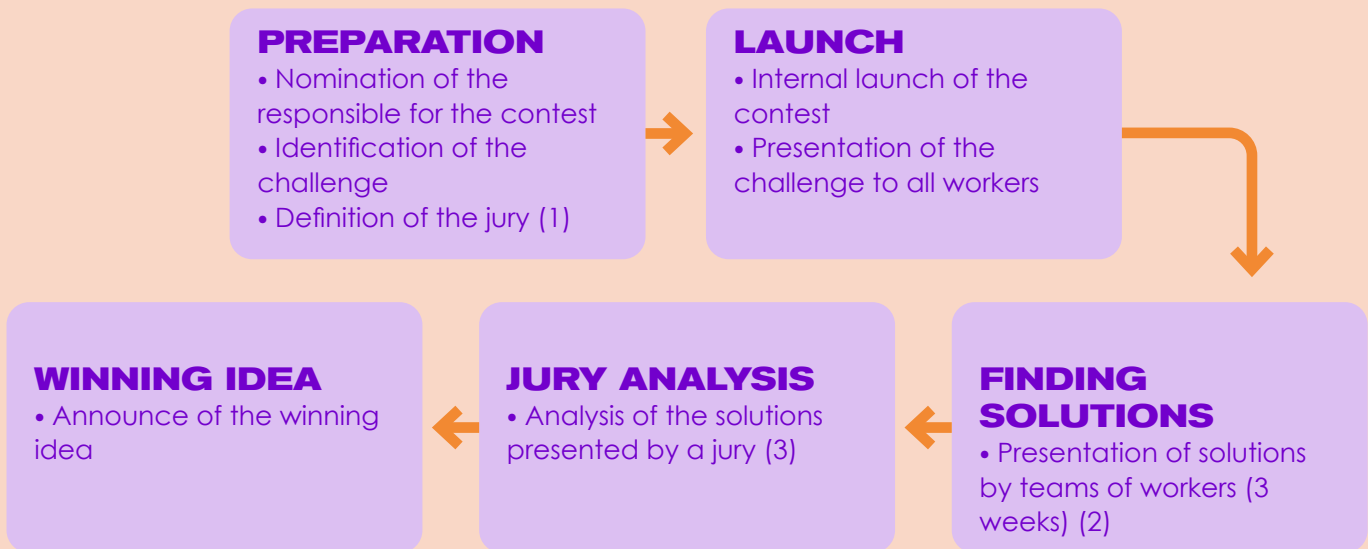 PREPARATION
• Nomination of the
responsible for the contest
• Identification of the
challenge
• Definition of the jury (1)
LAUNCH
• Internal launch of the
contest
• Presentation of the
challenge to all workers
FINDING
SOLUTIONS
• Presentation of solutions
by teams of workers (3
weeks) (2)
JURY ANALYSIS
• Analysis of the solutions
presented by a jury (3)
WINNING IDEA
• Announce of the winning
idea